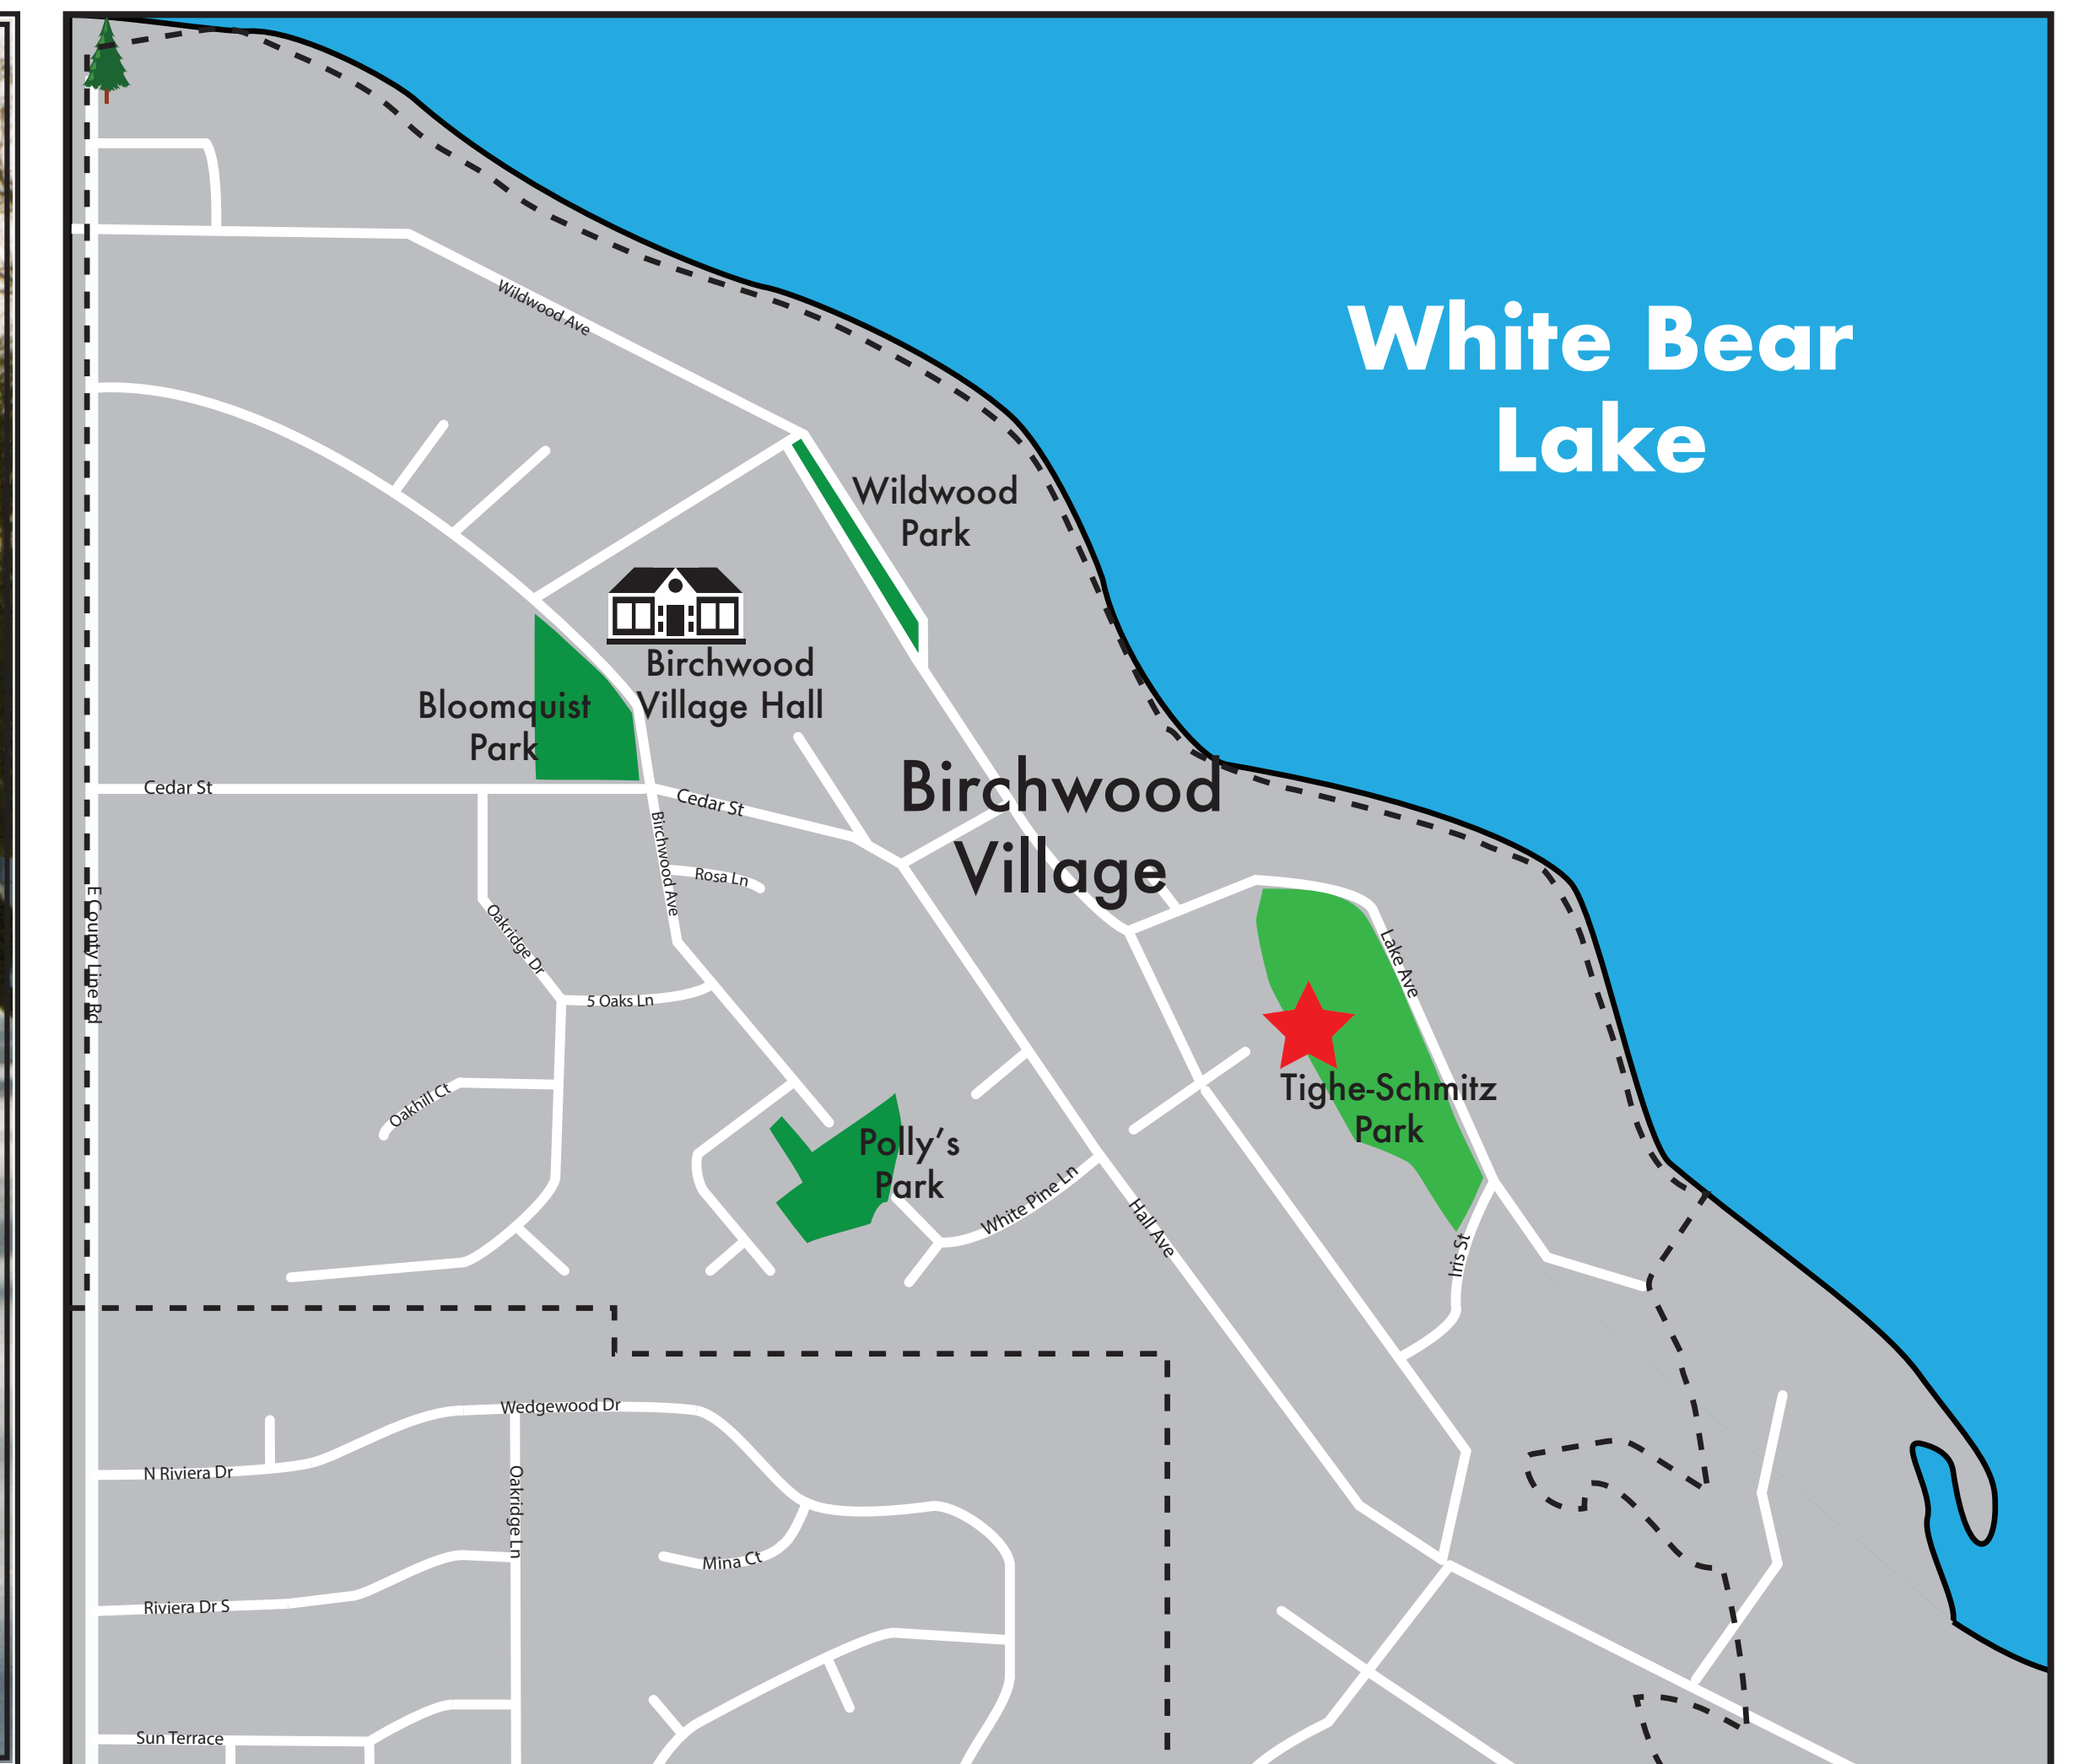 White Bear
Lake
Wildwood Ave
Wildwood
Park
Birchwood
Village Hall
Bloomquist
Park
Birchwood
Village
Cedar St
Cedar St
Birchwood Ave
Rosa Ln
E County Line Rd
Oakridge Dr
5 Oaks Ln
Lake Ave
Oakhill Ct
Tighe-Schmitz
Park
Polly's
Park
White Pine Ln
Hall Ave
Iris St
Wedgewood Dr
N Riviera Dr
Oakridge Ln
Mina Ct
Riviera Dr S
Sun Terrace